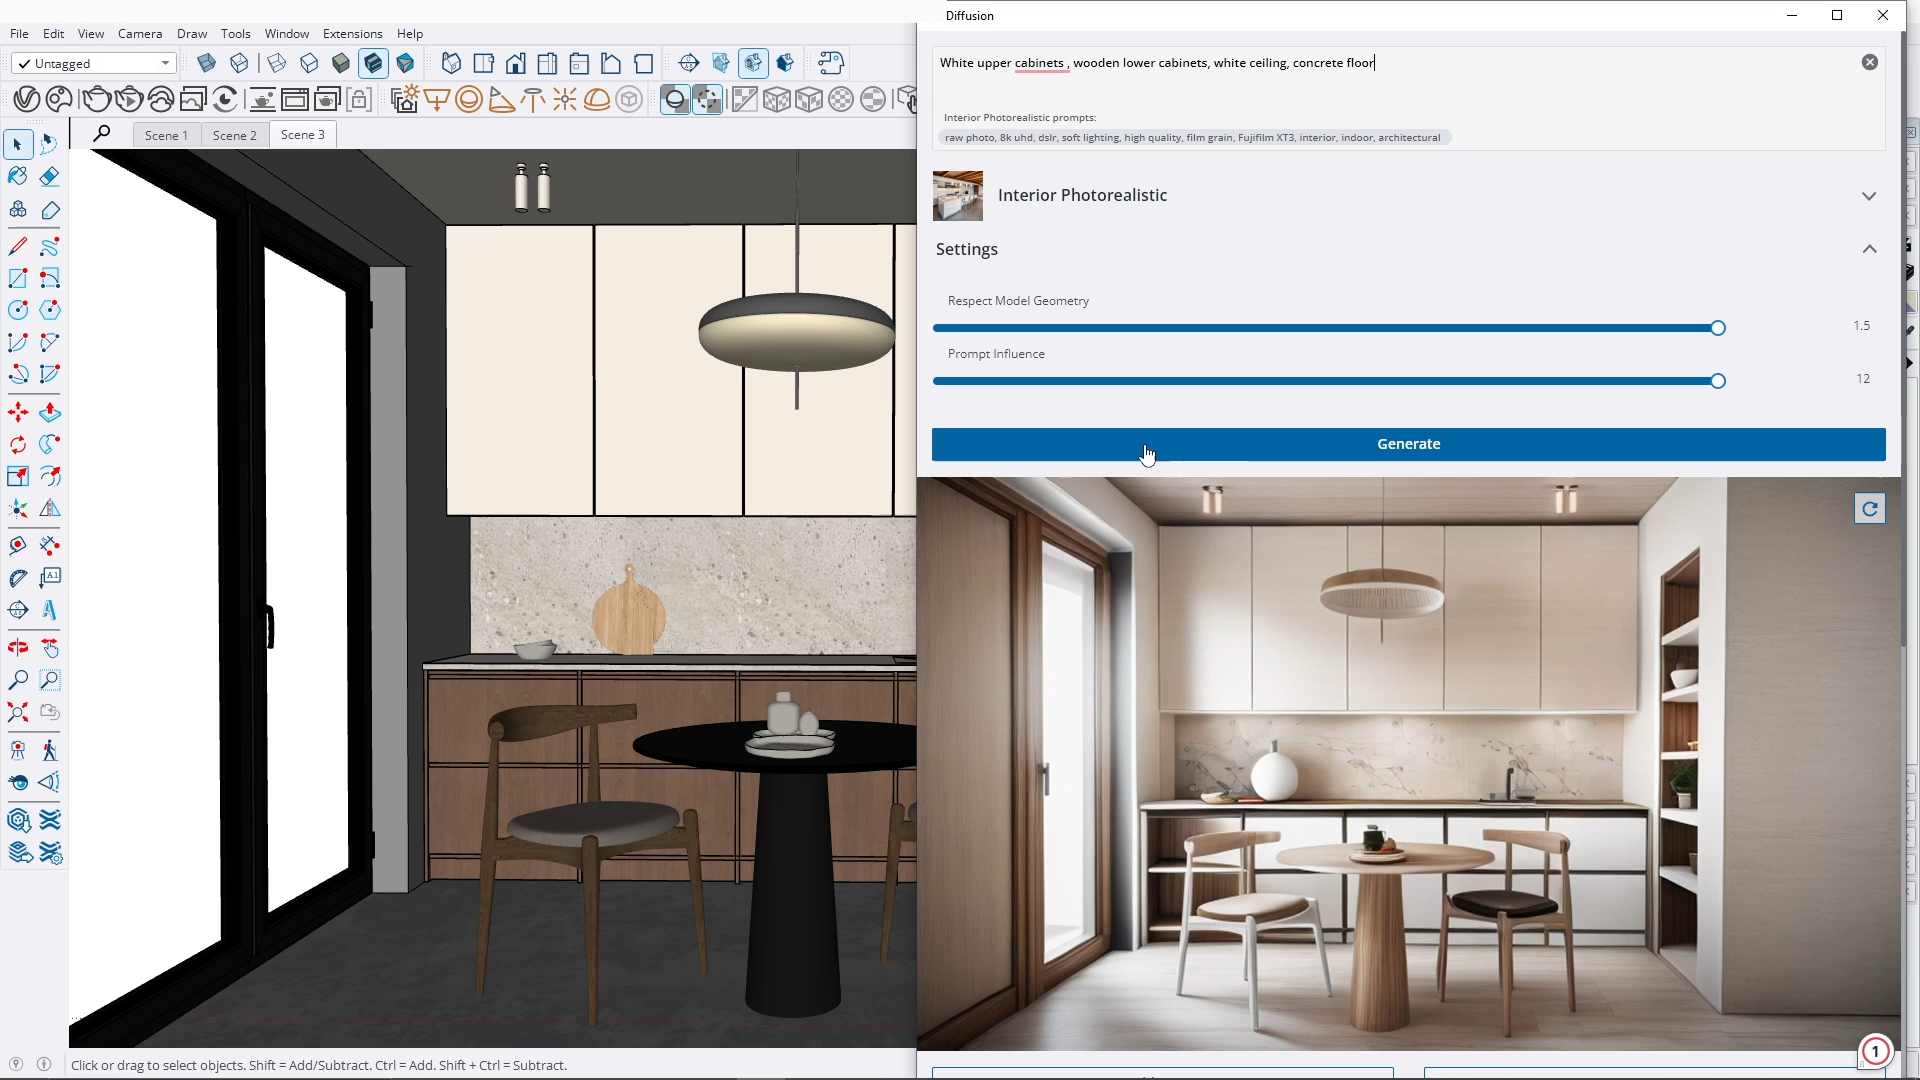 Diffusion
File Edit View Camera Draw Tools Window Extensions Help
Untagged
White upper cabinets , wooden lower cabinets, white ceiling, concrete floor
Interior Photorealistic prompts:
raw photo, 8k uhd, dslr, soft lighting, high quality, film grain, Fujifilm XT3, interior, indoor, architectural
Scene 1 Scene 2 Scene 3
Interior Photorealistic
Settings
Respect Model Geometry
1.5
Prompt Influence
12
Generate
A1
A
1
Click or drag to select objects. Shift = Add/Subtract. Ctrl = Add. Shift + Ctrl = Subtract.